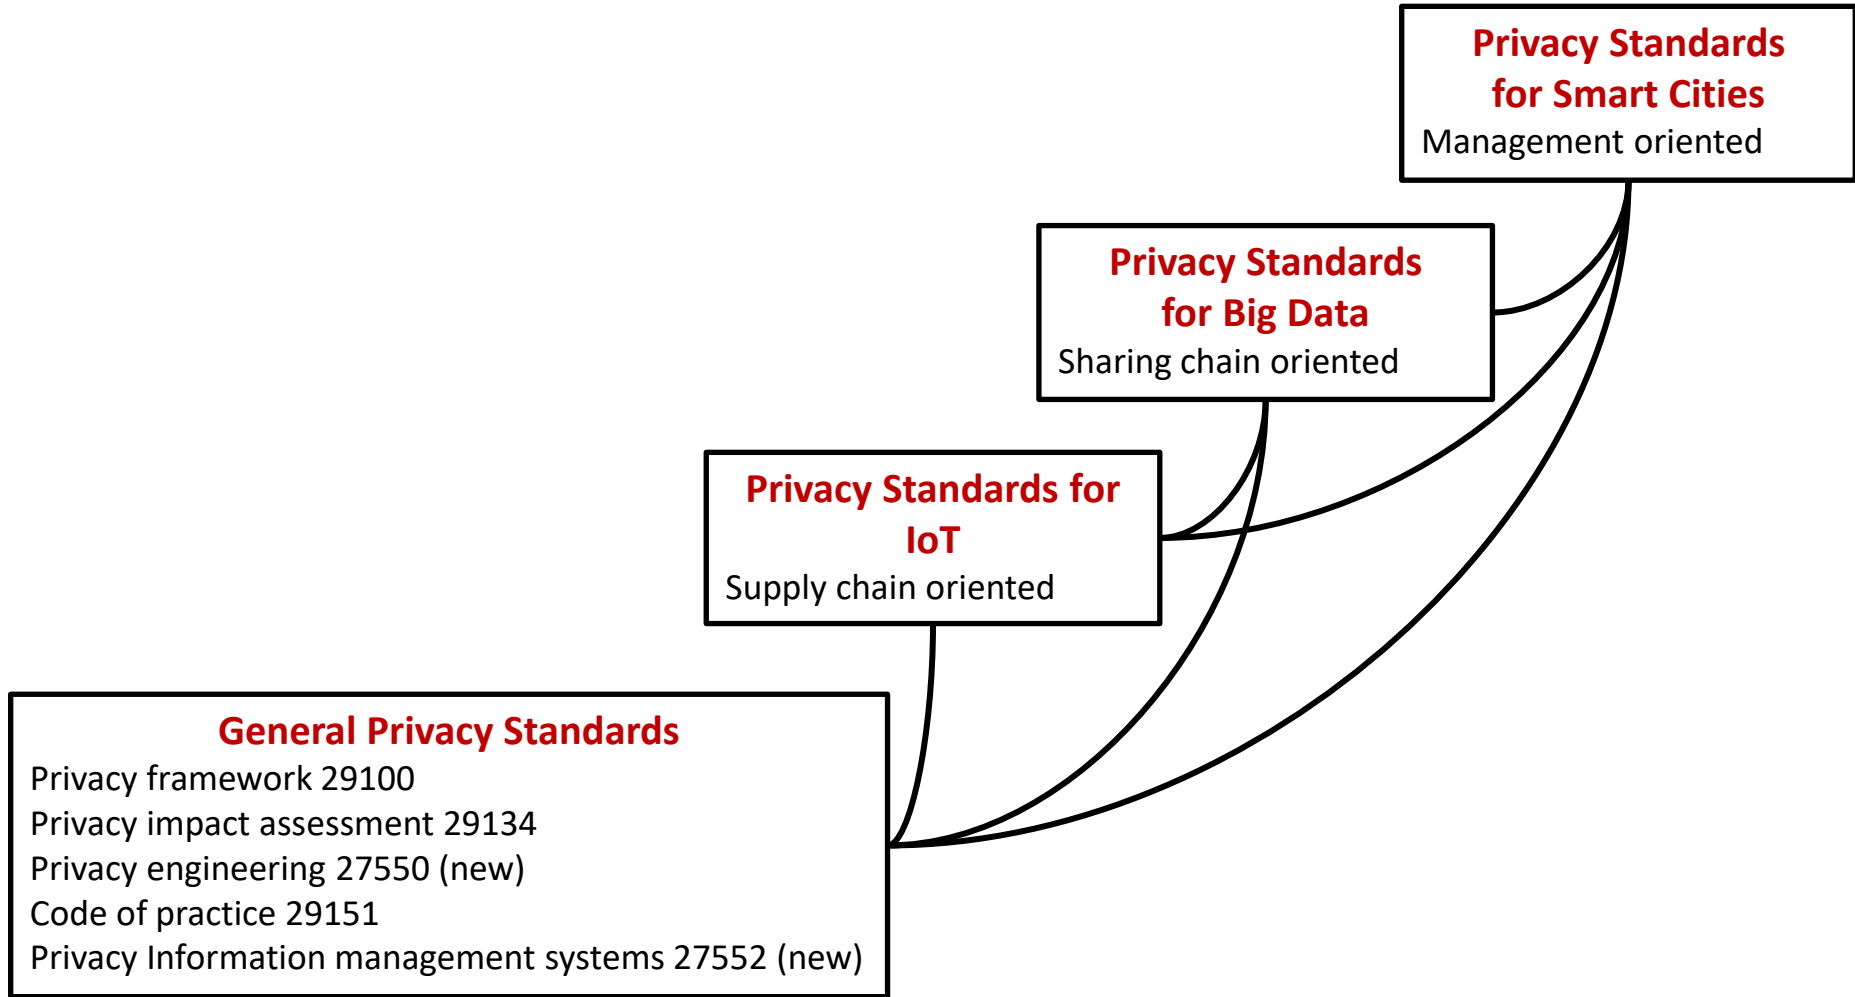 Privacy Standards
for Smart Cities
Management oriented
Privacy Standards
for Big Data
Sharing chain oriented
Privacy Standards for
IoT
Supply chain oriented
General Privacy Standards
Privacy framework 29100
Privacy impact assessment 29134
Privacy engineering 27550 (new)
Code of practice 29151
Privacy Information management systems 27552 (new)